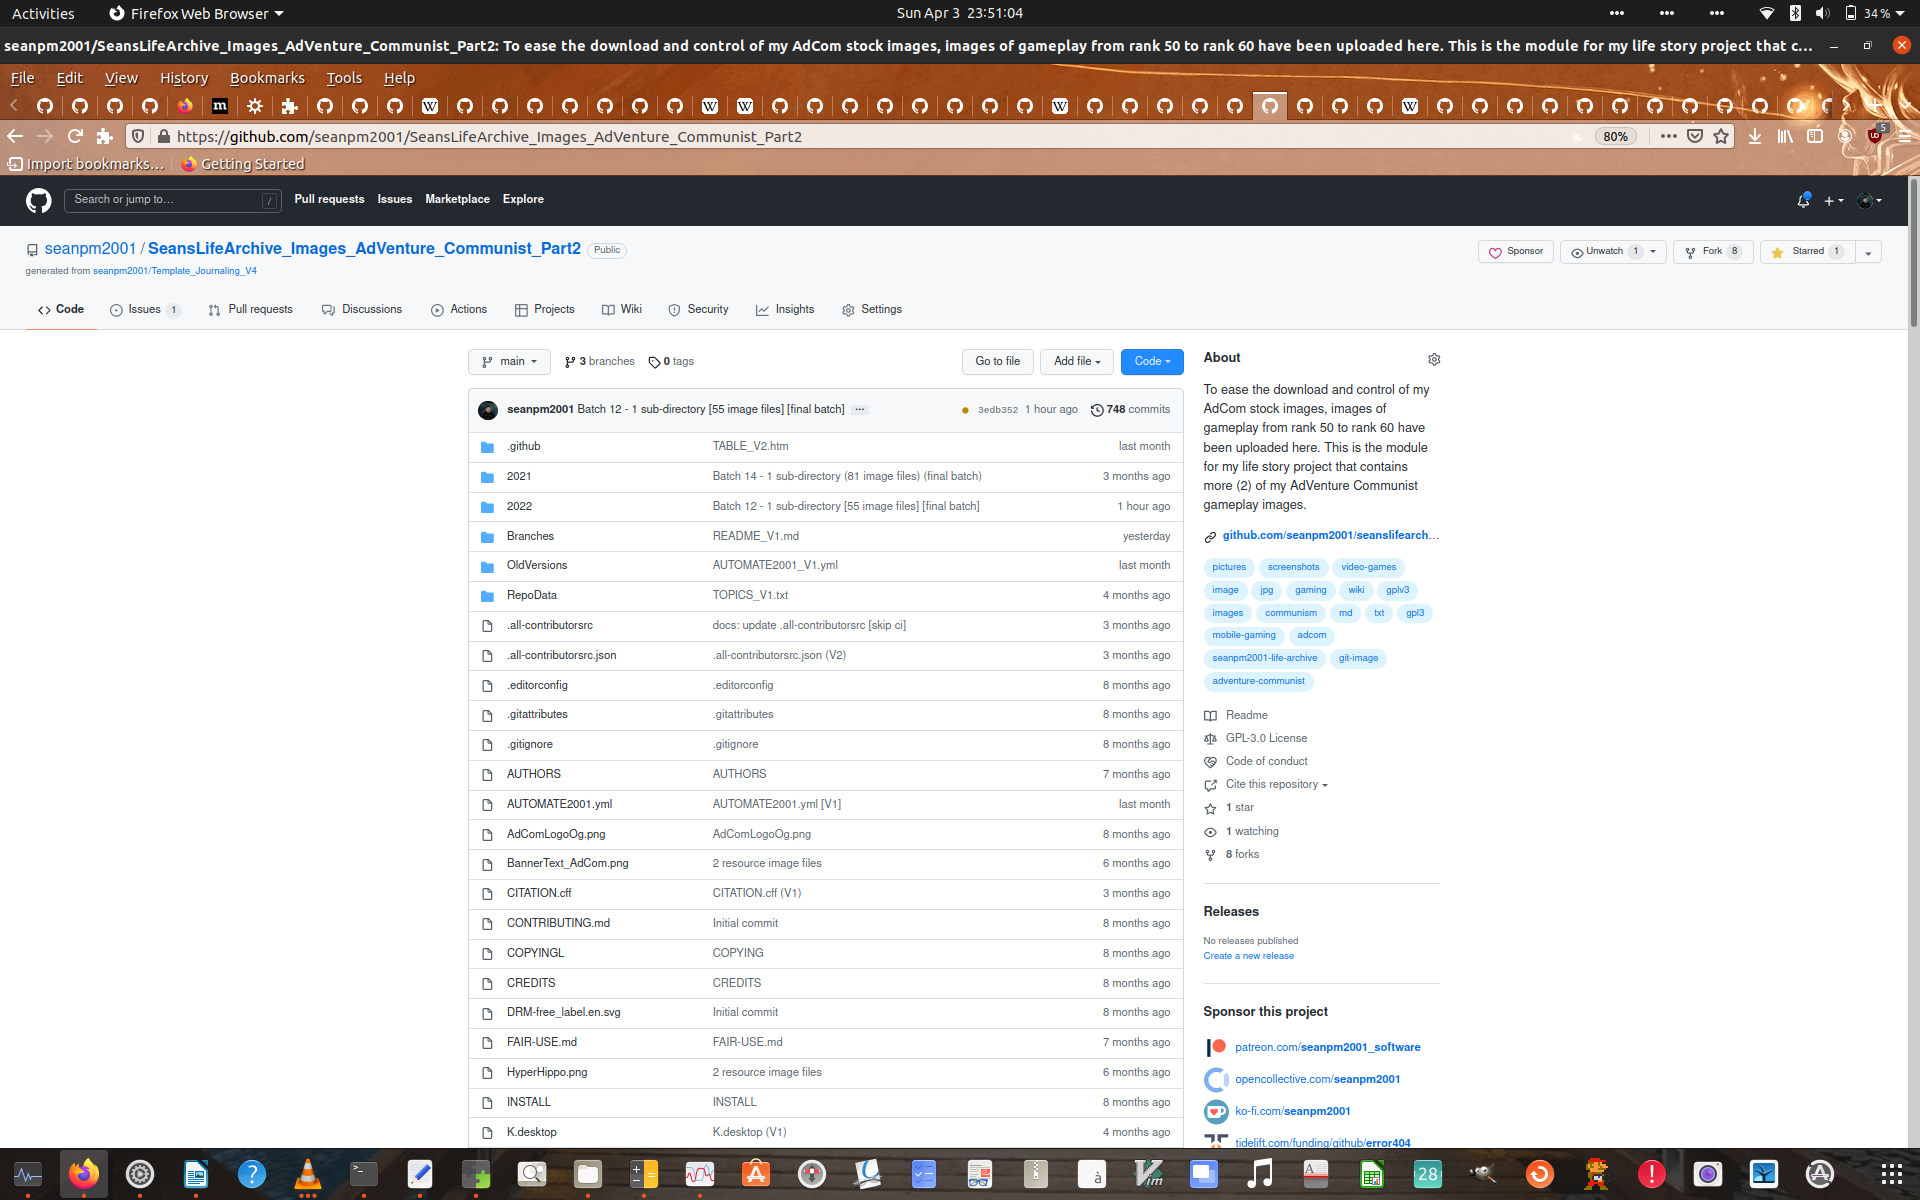 Activities
Firefox Web Browser
Sun Apr 3 23:51:04
34%
seanpm2001/SeansLifeArchive_Images_AdVenture_Communist_Part2: To ease the download and control of my AdCom stock images, images of gameplay from rank 50 to rank 60 have been uploaded here. This is the module for my life story project that c...
File Edit View History Bookmarks Tools Help
https://github.com/seanpm2001/SeansLifeArchive_Images_AdVenture_Communist_Part2
80%
5
Import bookmarks...
Getting Started
Search or jump to... /
Pull requests Issues Marketplace Explore
seanpm2001 / SeansLifeArchive_Images_AdVenture_Communist_Part2 Public
generated from seanpm2001/Template_Journaling_V4
Sponsor
Unwatch 1
Fork 8
Starred 1
Code
Issues 1
Pull requests
Discussions
Actions
Projects
Wiki
Security
Insights
Settings
main
3 branches
0 tags
Go to file
Add file
Code
seanpm2001 Batch 12 - 1 sub-directory [55 image files] [final batch] ... 3edb352 1 hour ago 748 commits
.github TABLE_V2.htm last month
2021 Batch 14 - 1 sub-directory (81 image files) (final batch) 3 months ago
2022 Batch 12 - 1 sub-directory [55 image files] [final batch] 1 hour ago
Branches README_V1.md yesterday
OldVersions AUTOMATE2001_V1.yml last month
RepoData TOPICS_V1.txt 4 months ago
.all-contributorsrc docs: update .all-contributorsrc [skip ci] 3 months ago
.all-contributorsrc.json .all-contributorsrc.json (V2) 3 months ago
.editorconfig .editorconfig 8 months ago
.gitattributes .gitattributes 8 months ago
.gitignore .gitignore 8 months ago
AUTHORS AUTHORS 7 months ago
AUTOMATE2001.yml AUTOMATE2001.yml [V1] last month
AdComLogoOg.png AdComLogoOg.png 8 months ago
BannerText_AdCom.png 2 resource image files 6 months ago
CITATION.cff CITATION.cff (V1) 3 months ago
CONTRIBUTING.md Initial commit 8 months ago
COPYINGL COPYING 8 months ago
CREDITS CREDITS 8 months ago
DRM-free_label.en.svg Initial commit 8 months ago
FAIR-USE.md FAIR-USE.md 7 months ago
HyperHippo.png 2 resource image files 6 months ago
INSTALL INSTALL 8 months ago
K.desktop K.desktop (V1) 4 months ago
About
To ease the download and control of my
AdCom stock images, images of
gameplay from rank 50 to rank 60 have
been uploaded here. This is the module
for my life story project that contains
more (2) of my AdVenture Communist
gameplay images.
github.com/seanpm2001/seanslifearch...
pictures screenshots video-games
image jpg gaming wiki gplv3
images communism md txt gpl3
mobile-gaming adcom
seanpm2001-life-archive git-image
adventure-communist
Readme
GPL-3.0 License
Code of conduct
Cite this repository
1 star
1 watching
8 forks
Releases
No releases published
Create a new release
Sponsor this project
patreon.com/seanpm2001_software
opencollective.com/seanpm2001
ko-fi.com/seanpm2001
tidelift.com/funding/github/error404
28